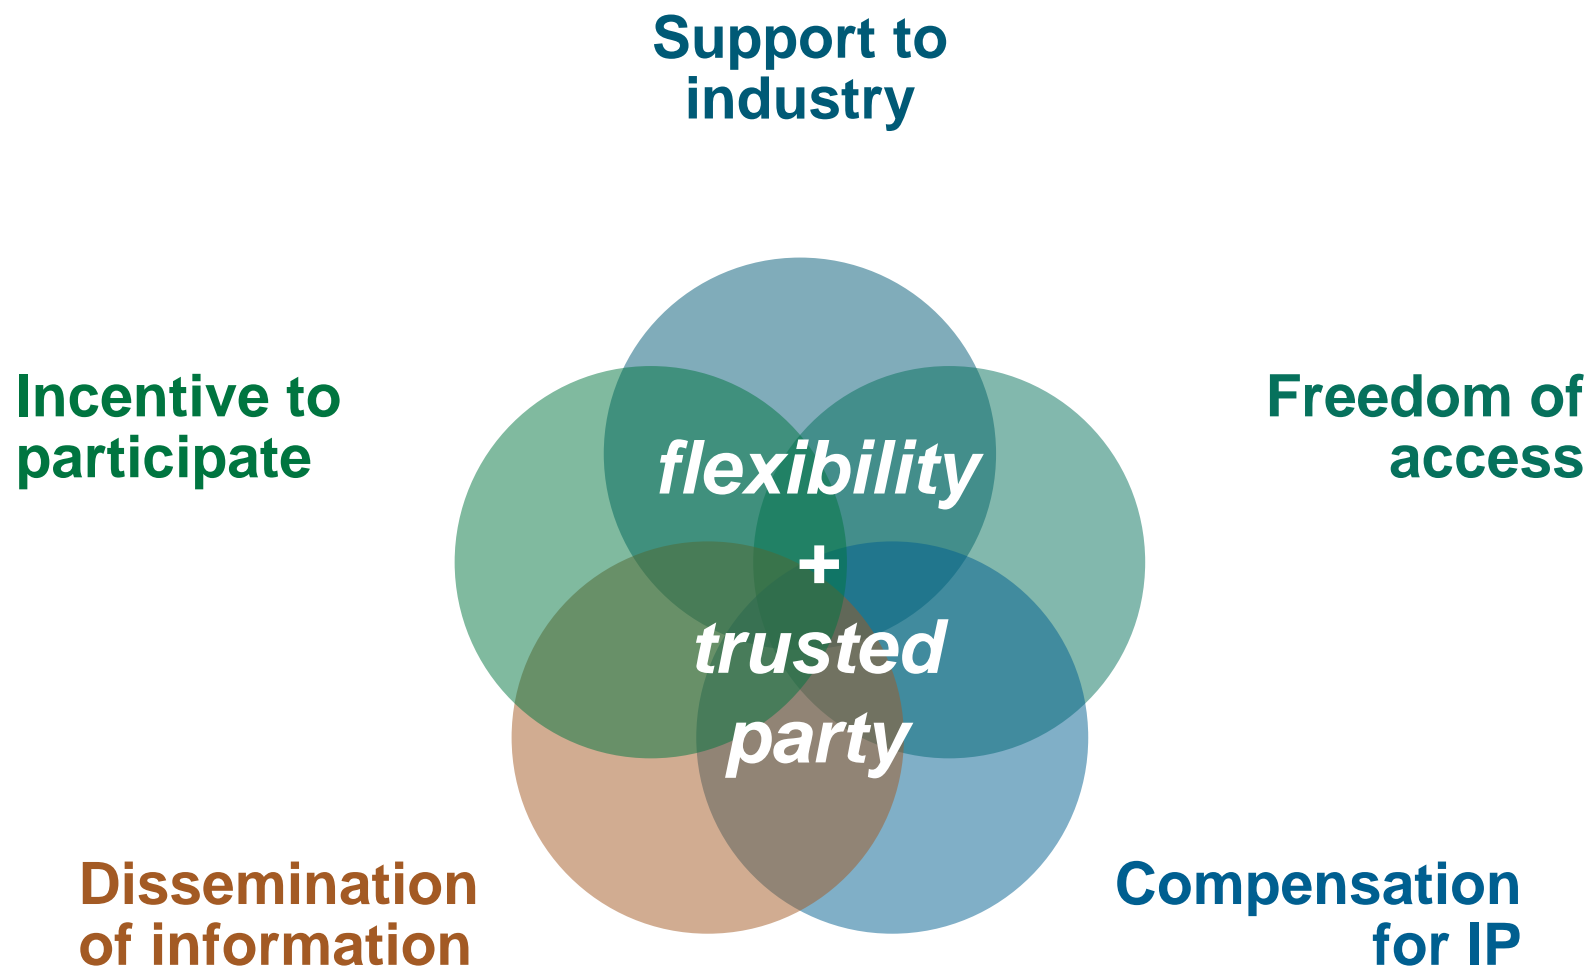 Support to
industry
Incentive to
participate
Freedom of
access
flexibility
+
trusted
party
Dissemination
of information
Compensation
for IP